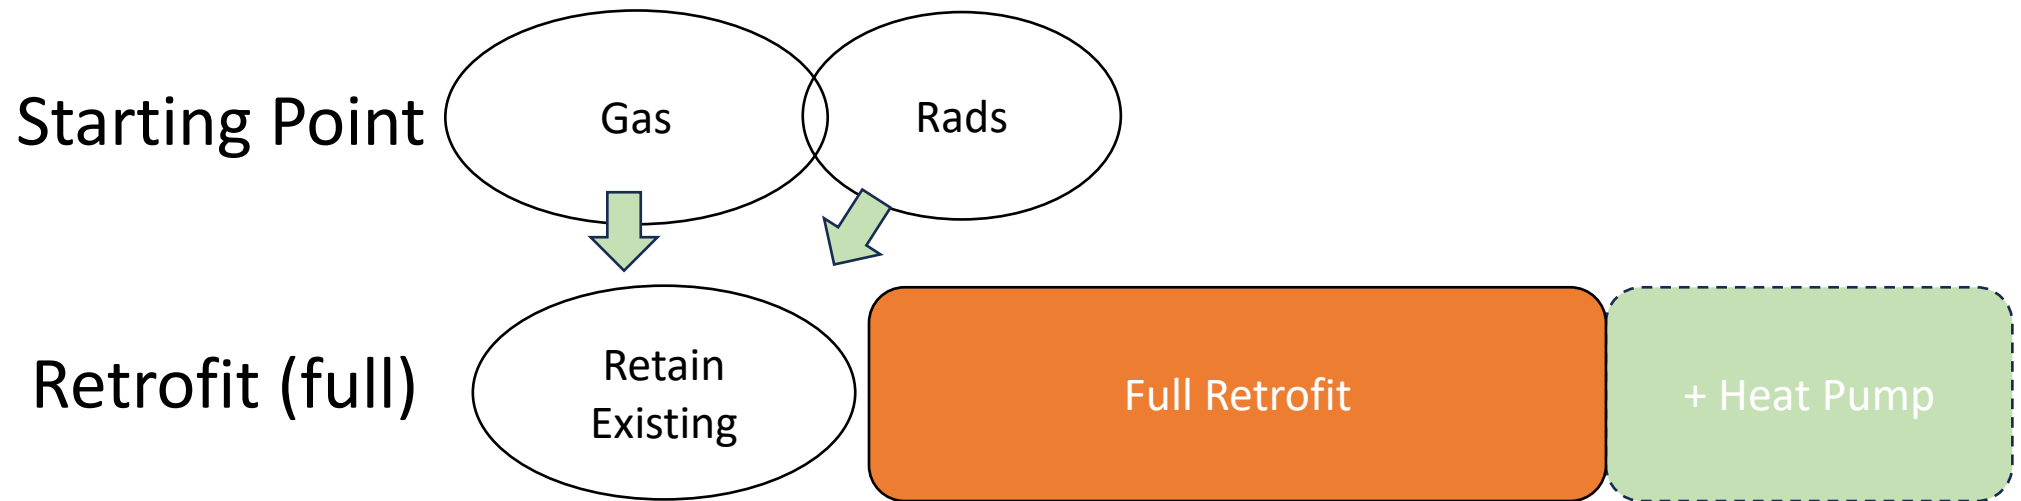 Starting Point
Gas
Rads
Retrofit (full)
Retain
Existing
Full Retrofit
+ Heat Pump